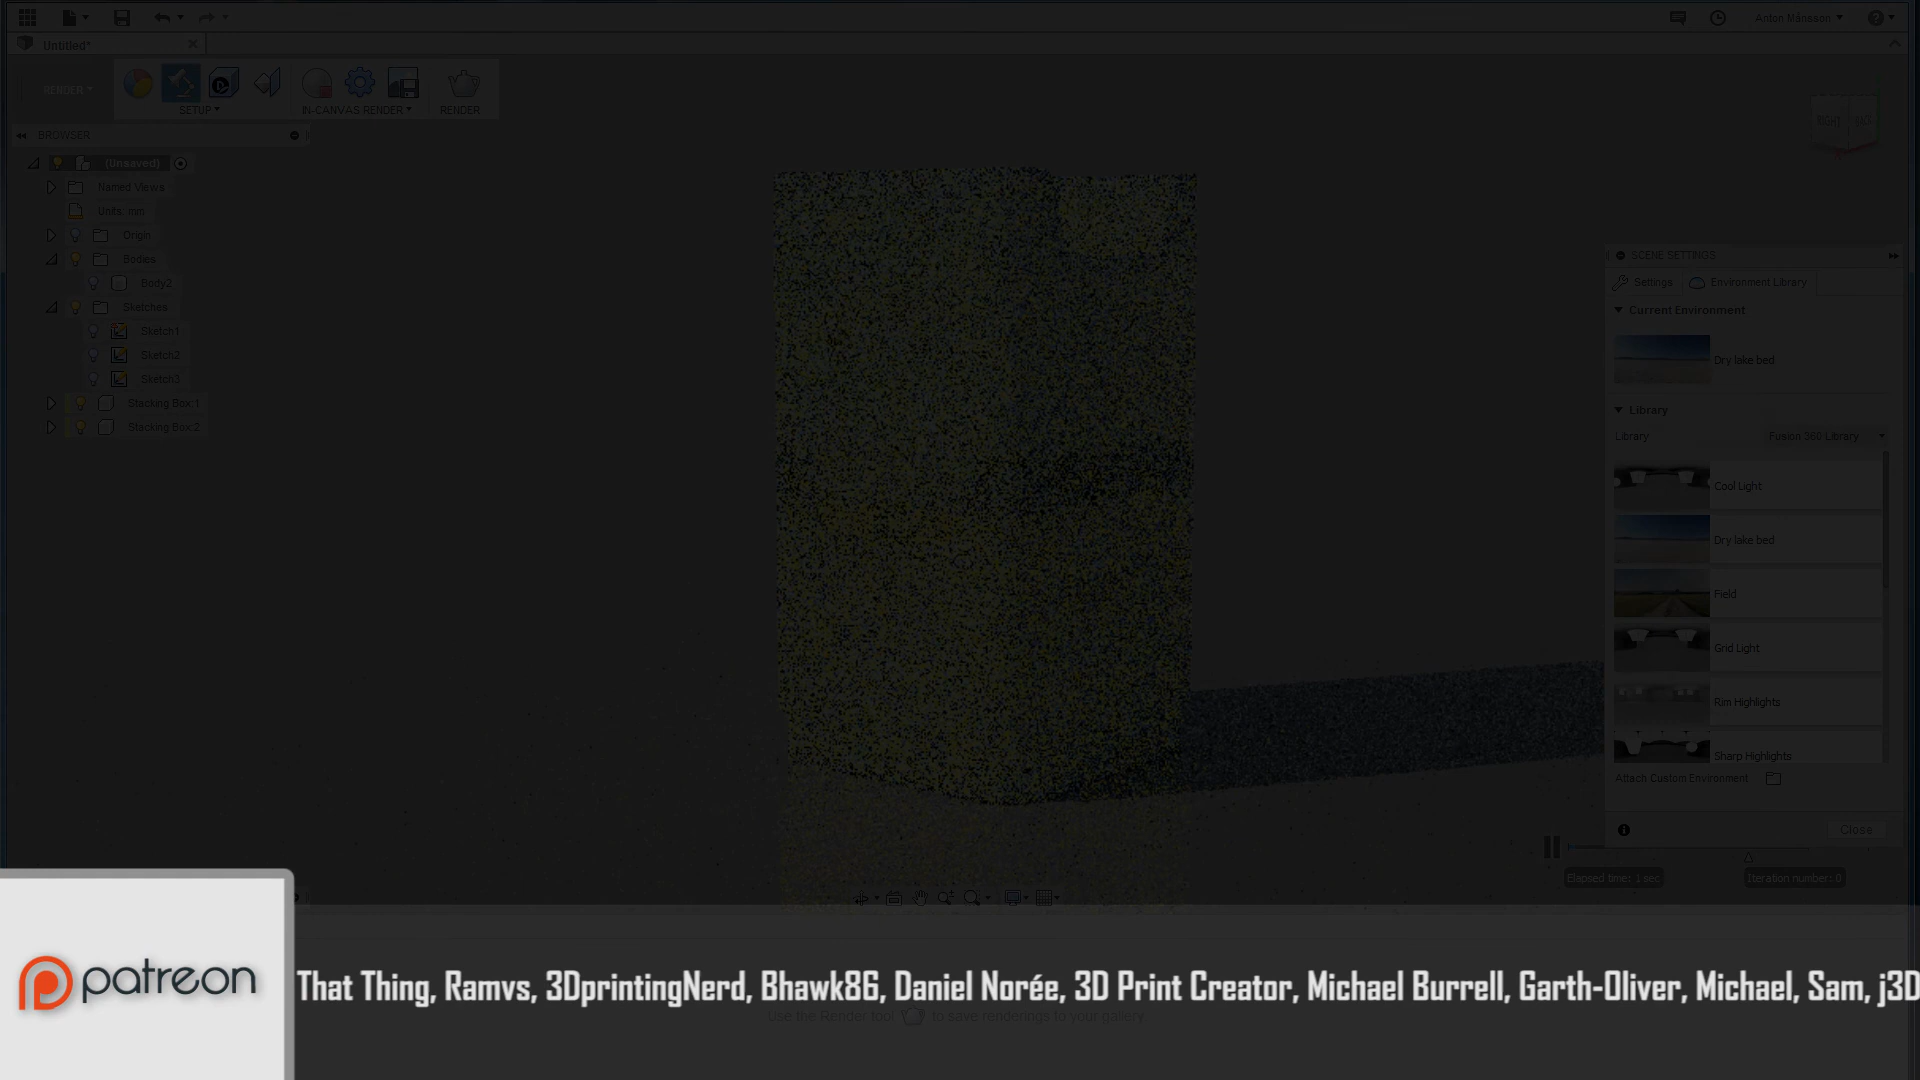 Anton Månsson
Untitled*
RENDER
SETUP
IN-CANVAS RENDER
RENDER
BROWSER
RIGHT
BACK
(Unsaved)
Named Views
Units: mm
Origin
Bodies
Body2
Sketches
Sketch1
Sketch2
Sketch3
Stacking Box:1
Stacking Box:2
SCENE SETTINGS
Settings
Environment Library
Current Environment
Dry lake bed
Library
Library
Fusion 360 Library
Cool Light
Dry lake bed
Field
Grid Light
Rim Highlights
Sharp Highlights
Attach Custom Environment
Close
Elapsed time: 1 sec
Iteration number: 0
patreon
That Thing, Ramvs, 3DprintingNerd, Bhawk86, Daniel Norée, 3D Print Creator, Michael Burrell, Garth-Oliver, Michael, Sam, j3D
Use the Render tool to save renderings to your gallery